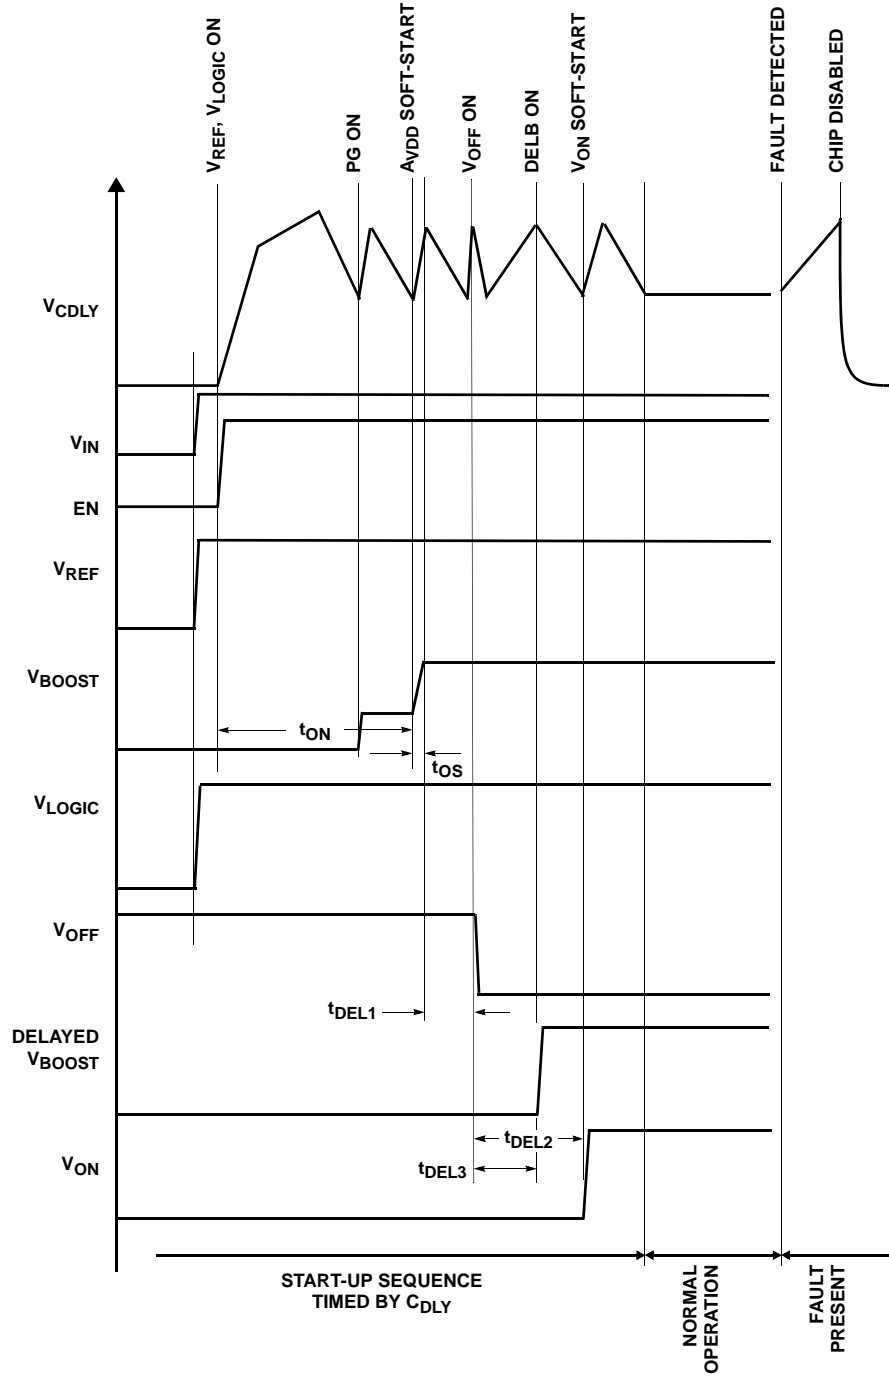 VREF, VLOGIC ON
PG ON
AVDD SOFT-START
VOFF ON
DELB ON
VON SOFT-START
FAULT DETECTED
CHIP DISABLED
VCDLY
VIN
EN
VREF
VBOOST
tON
tOS
VLOGIC
VOFF
tDEL1
DELAYED
VBOOST
tDEL2
VON
tDEL3
START-UP SEQUENCE
TIMED BY CDLY
NORMAL
OPERATION
FAULT
PRESENT